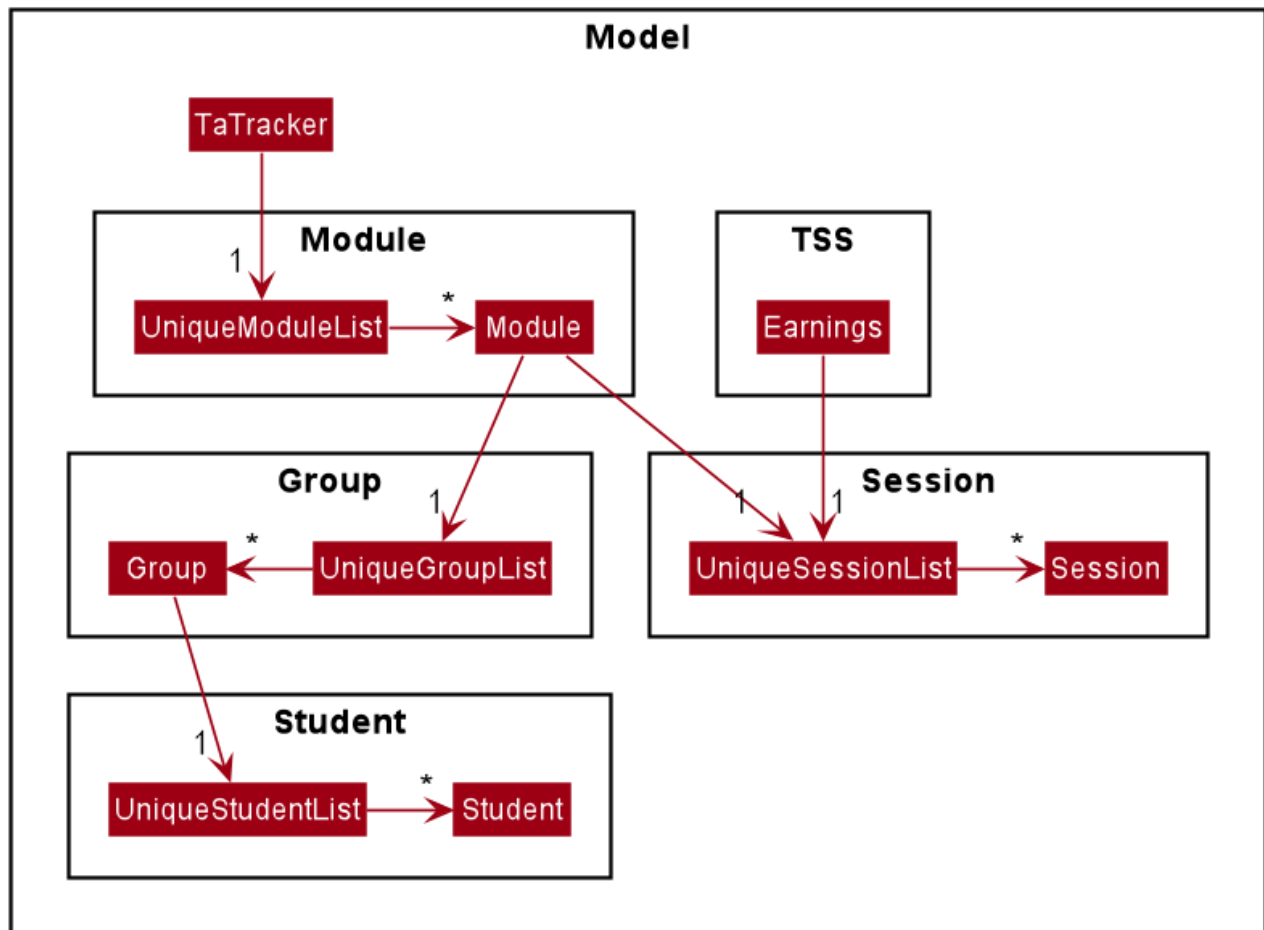 Model
TaTracker
Module
TSS
1
*
UniqueModuleList
Module
Earnings
Group
Session
1
1
1
*
*
Group
UniqueGroupList
UniqueSessionList
Session
Student
1
*
UniqueStudentList
Student